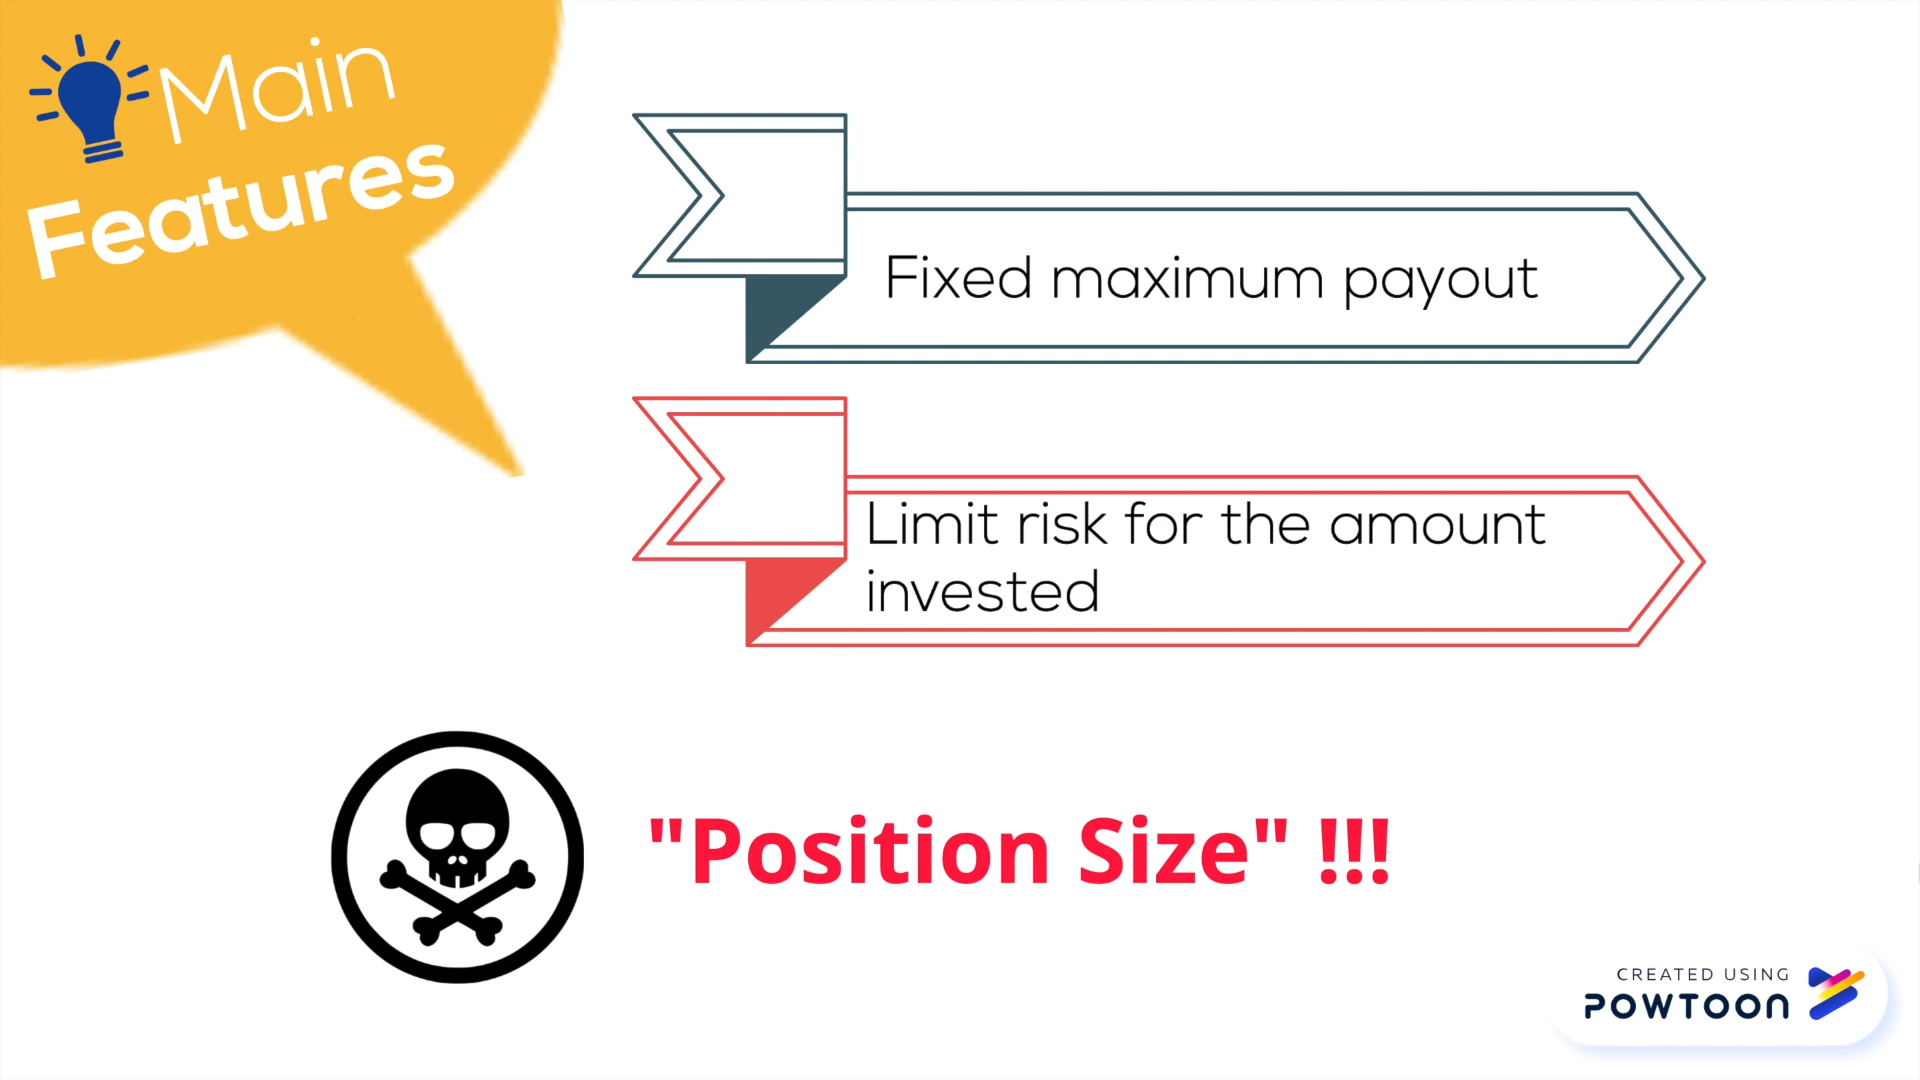 Main
Features
Fixed maximum payout
Limit risk for the amount
invested
"Position Size" !!!
CREATED USING
POWTOON